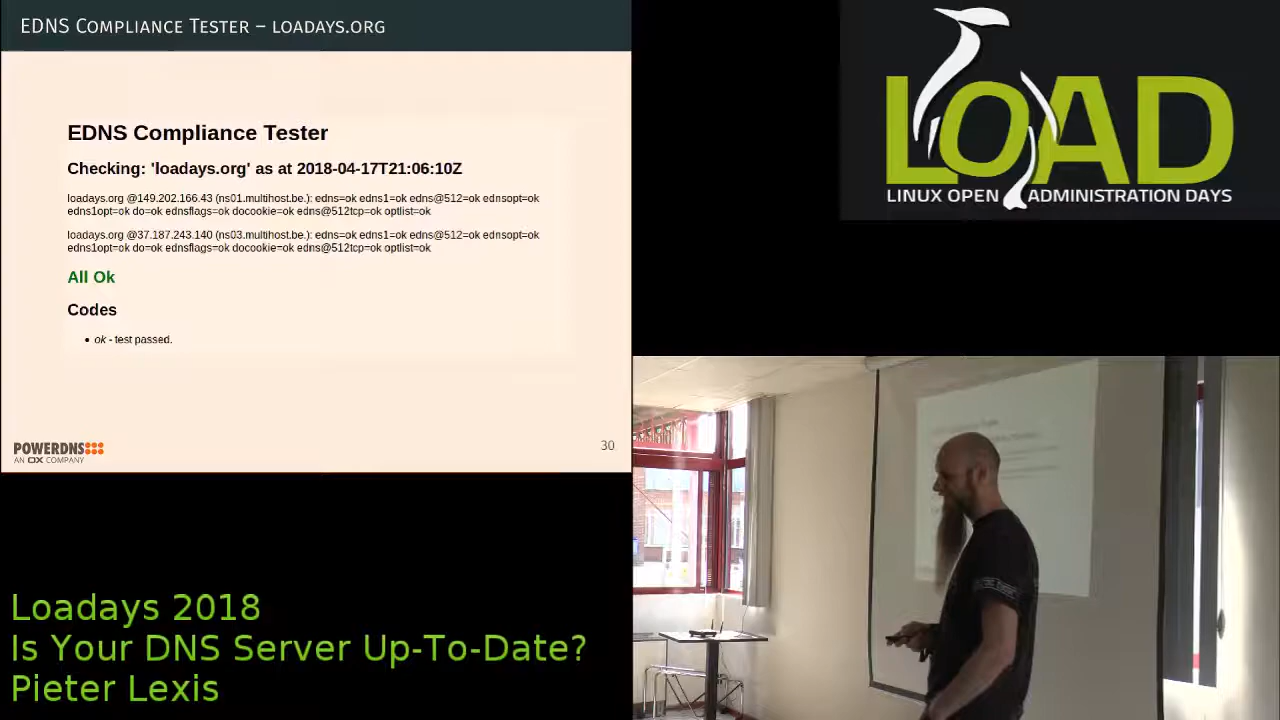 EDNS COMPLIANCE TESTER – LOADAYS.ORG
EDNS Compliance Tester
Checking: 'loadays.org' as at 2018-04-17T21:06:10Z
loadays.org @149.202.166.43 (ns01.multihost.be.): edns=ok edns1=ok edns@512=ok ednsopt=ok
edns1opt=ok do=ok ednsflags=ok docookie=ok edns@512tcp=ok optlist=ok
loadays.org @37.187.243.140 (ns03.multihost.be.): edns=ok edns1=ok edns@512=ok ednsopt=ok
edns1opt=ok do=ok ednsflags=ok docookie=ok edns@512tcp=ok optlist=ok
All Ok
Codes
• ok - test passed.
POWERDNS
AN OX COMPANY
30
LOAD
LINUX OPEN ADMINISTRATION DAYS
Loadays 2018
Is Your DNS Server Up-To-Date?
Pieter Lexis